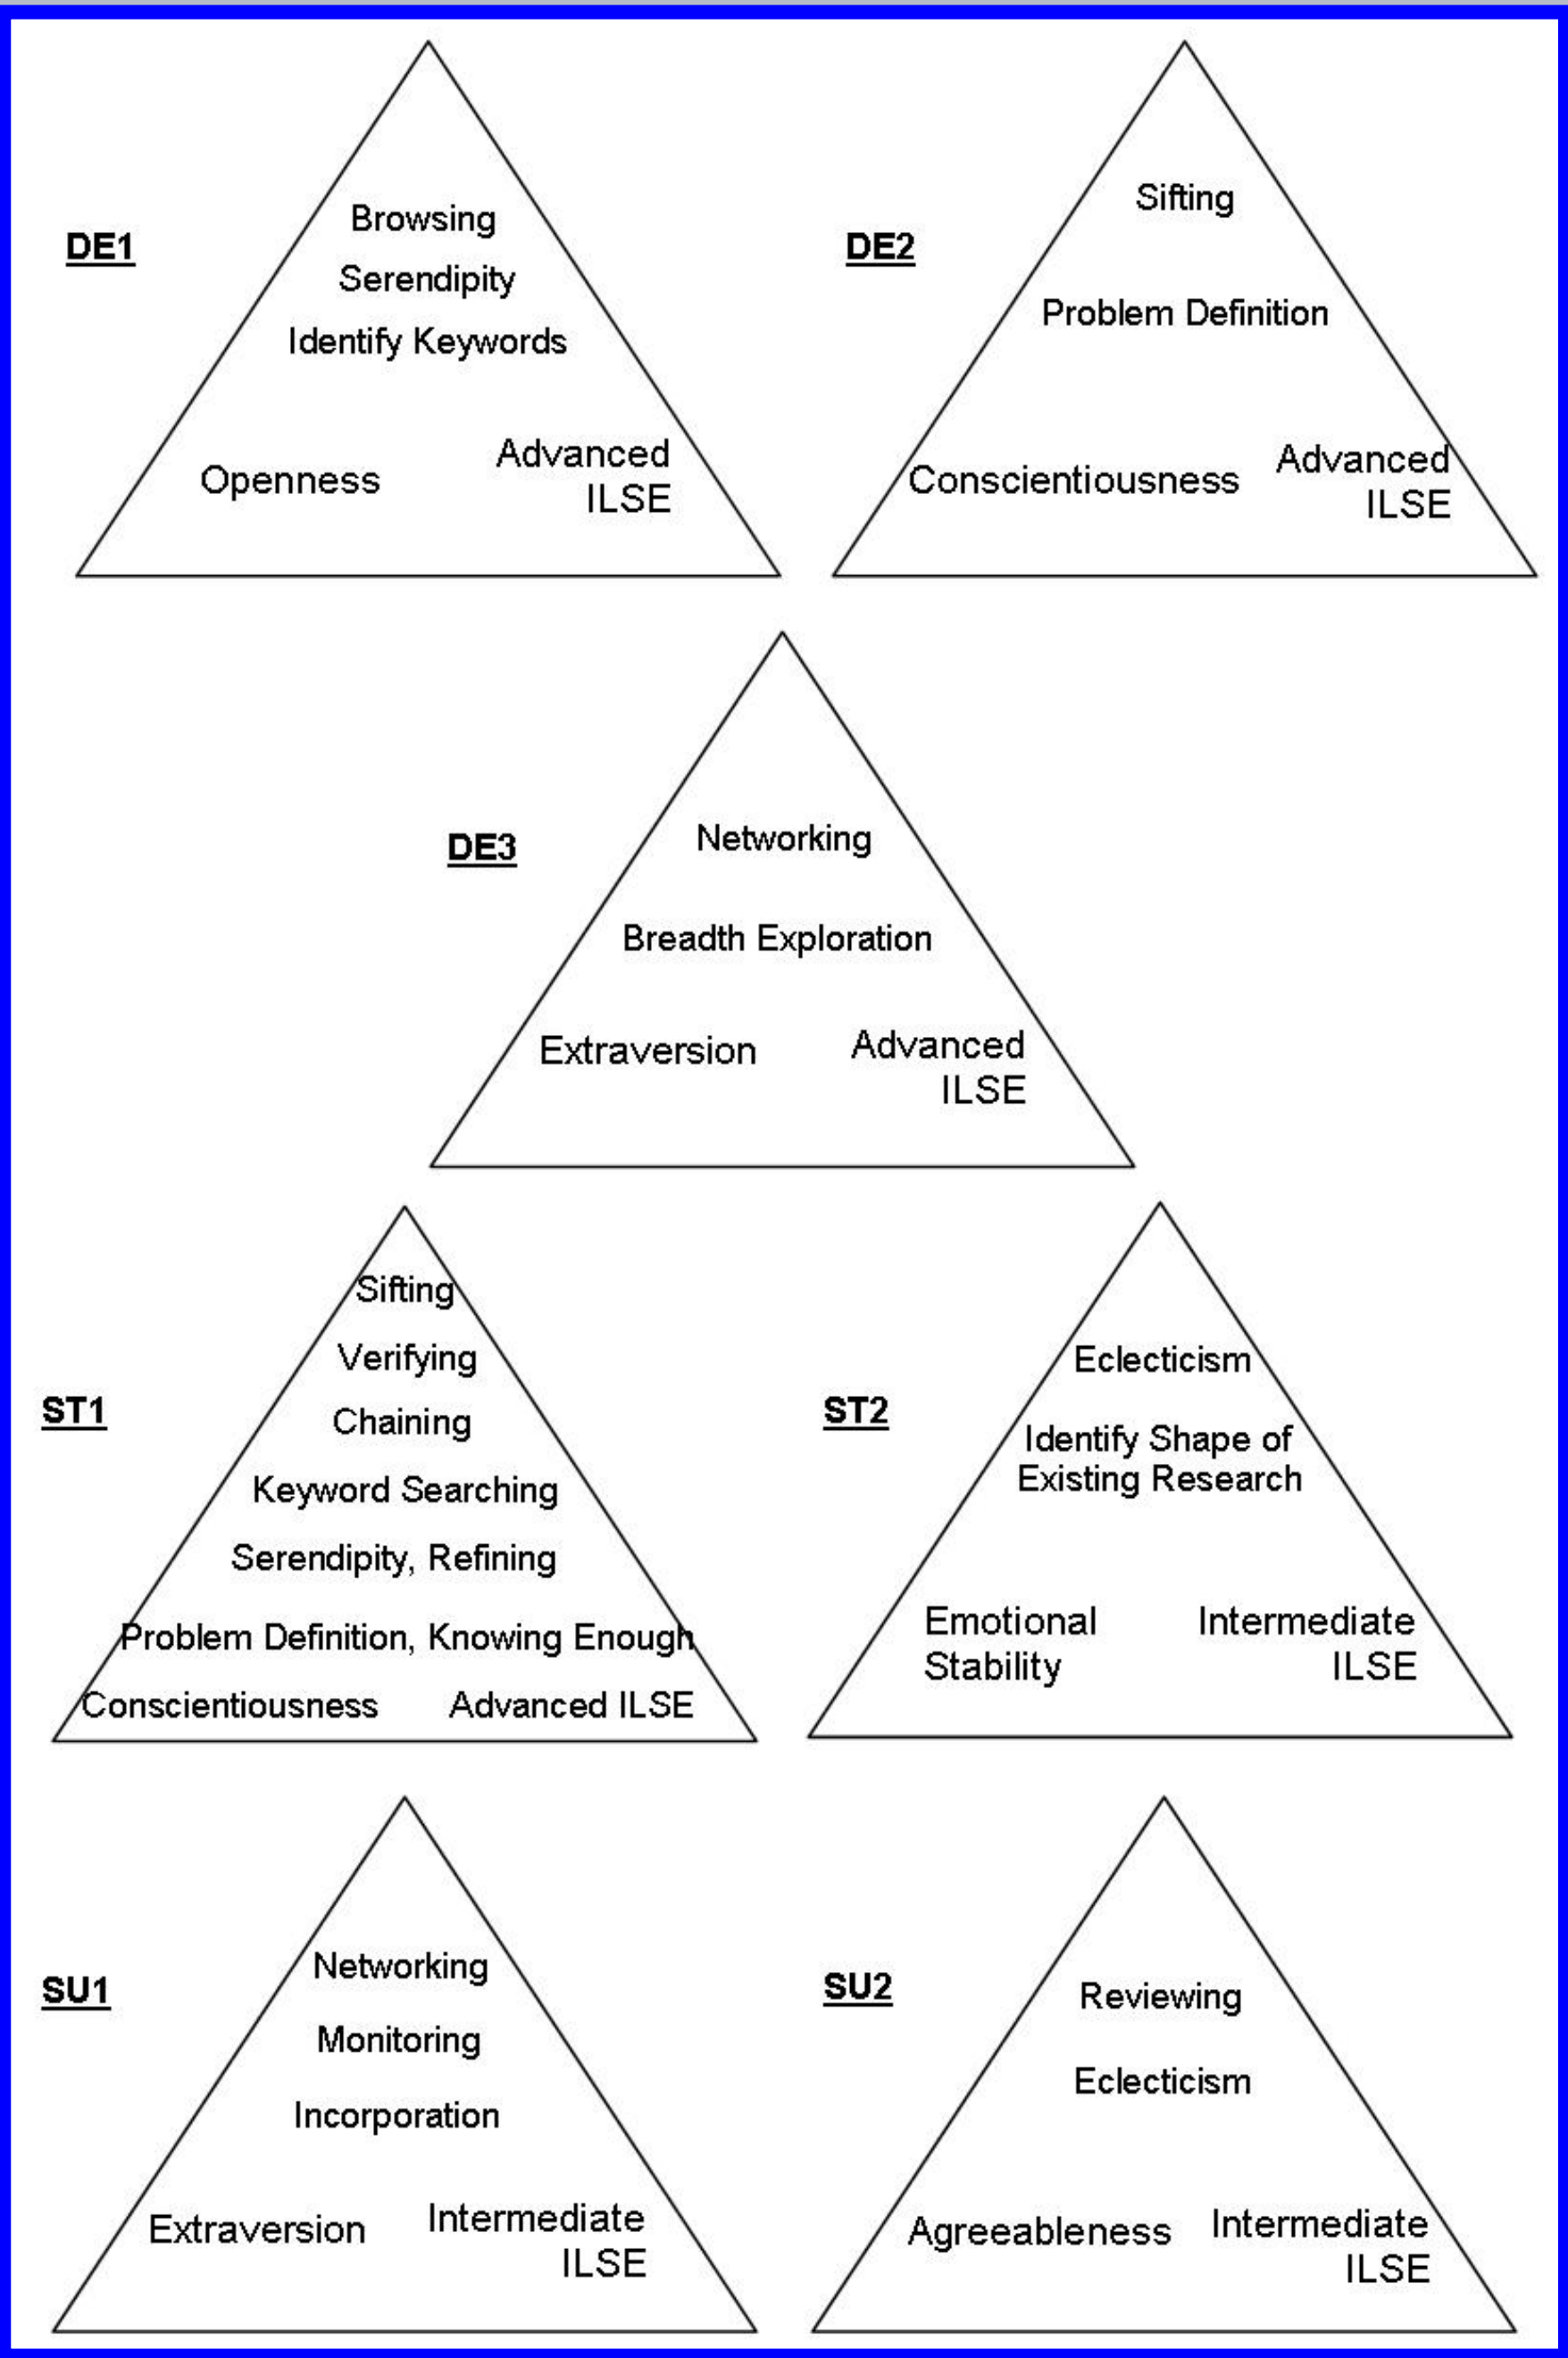 DE1
Browsing
Serendipity
Identify Keywords
Openness
Advanced
ILSE
DE2
Sifting
Problem Definition
Conscientiousness
Advanced
ILSE
DE3
Networking
Breadth Exploration
Extraversion
Advanced
ILSE
ST1
Sifting
Verifying
Chaining
Keyword Searching
Serendipity, Refining
Problem Definition, Knowing Enough
Conscientiousness
Advanced ILSE
ST2
Eclecticism
Identify Shape of
Existing Research
Emotional
Stability
Intermediate
ILSE
SU1
Networking
Monitoring
Incorporation
Extraversion
Intermediate
ILSE
SU2
Reviewing
Eclecticism
Agreeableness
Intermediate
ILSE